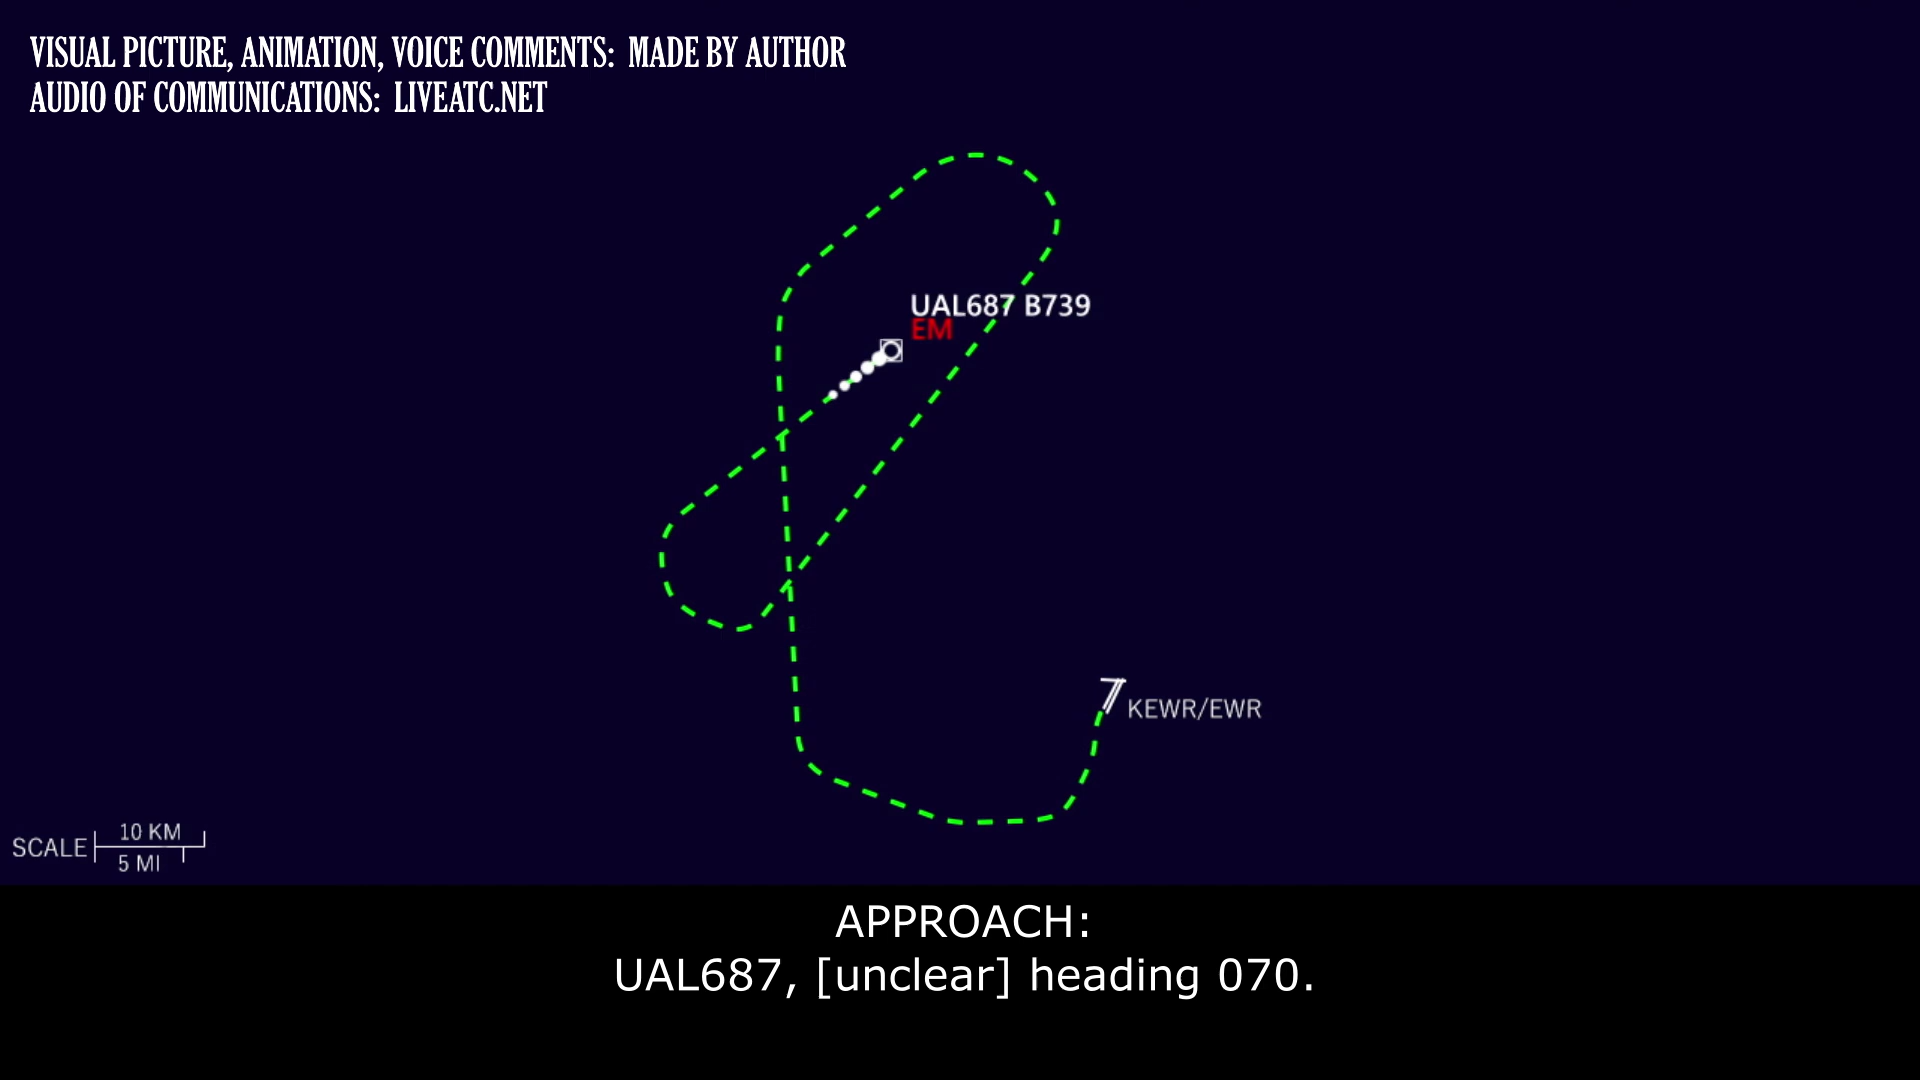 VISUAL PICTURE, ANIMATION, VOICE COMMENTS: MADE BY AUTHOR
AUDIO OF COMMUNICATIONS: LIVEATC.NET
UAL687 B739
EM
KEWR/EWR
SCALE
10 KM
5 MI
APPROACH:
UAL687, [unclear] heading 070.